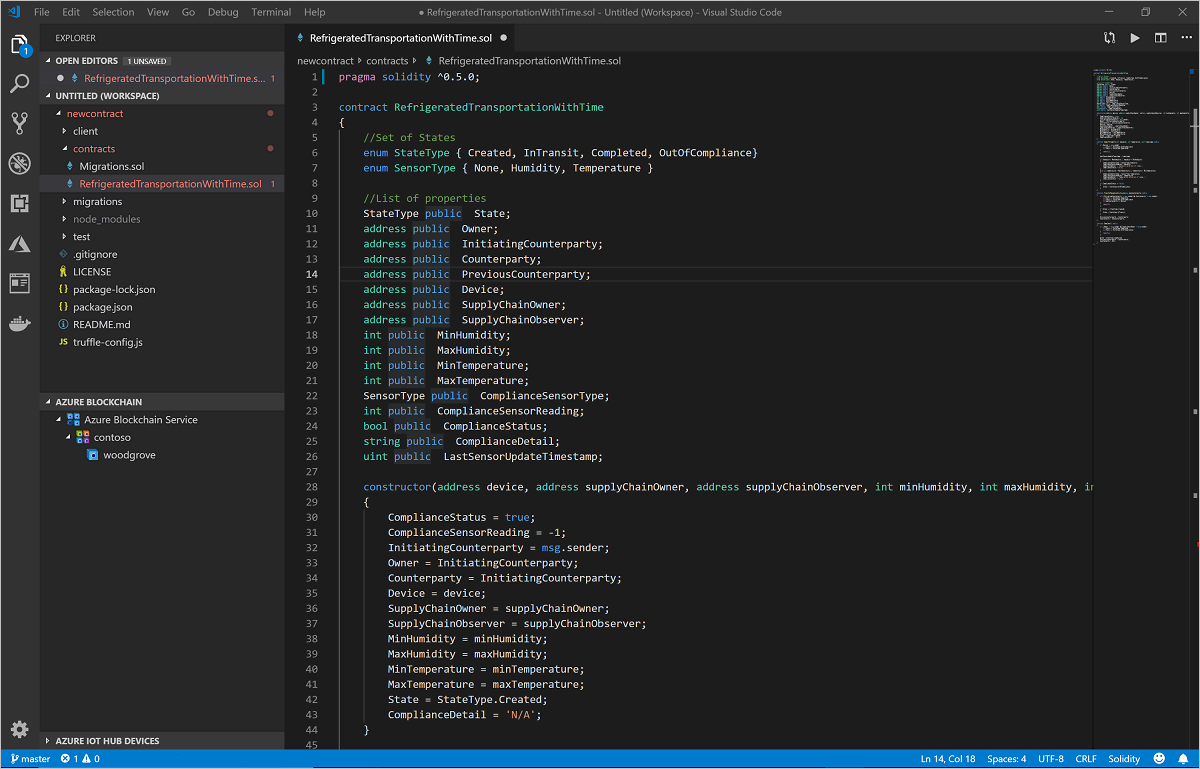 File Edit Selection View Go Debug Terminal Help
● RefrigeratedTransportationWithTime.sol - Untitled (Workspace) - Visual Studio Code
1
EXPLORER
OPEN EDITORS 1 UNSAVED
RefrigeratedTransportationWithTime.s... 1
UNTITLED (WORKSPACE)
newcontract
client
contracts
Migrations.sol
RefrigeratedTransportationWithTime.sol 1
migrations
node_modules
test
.gitignore
LICENSE
{ } package-lock.json
{ } package.json
README.md
JS truffle-config.js
AZURE BLOCKCHAIN
Azure Blockchain Service
contoso
woodgrove
AZURE IOT HUB DEVICES
RefrigeratedTransportationWithTime.sol
newcontract contracts RefrigeratedTransportationWithTime.sol
1 pragma solidity ^0.5.0;
2
3 contract RefrigeratedTransportationWithTime
4 {
5 //Set of States
6 enum StateType { Created, InTransit, Completed, OutOfCompliance}
7 enum SensorType { None, Humidity, Temperature }
8
9 //List of properties
10 StateType public State;
11 address public Owner;
12 address public InitiatingCounterparty;
13 address public Counterparty;
14 address public PreviousCounterparty;
15 address public Device;
16 address public SupplyChainOwner;
17 address public SupplyChainObserver;
18 int public MinHumidity;
19 int public MaxHumidity;
20 int public MinTemperature;
21 int public MaxTemperature;
22 SensorType public ComplianceSensorType;
23 int public ComplianceSensorReading;
24 bool public ComplianceStatus;
25 string public ComplianceDetail;
26 uint public LastSensorUpdateTimestamp;
27
28 constructor(address device, address supplyChainOwner, address supplyChainObserver, int minHumidity, int maxHumidity, in
29 {
30 ComplianceStatus = true;
31 ComplianceSensorReading = -1;
32 InitiatingCounterparty = msg.sender;
33 Owner = InitiatingCounterparty;
34 Counterparty = InitiatingCounterparty;
35 Device = device;
36 SupplyChainOwner = supplyChainOwner;
37 SupplyChainObserver = supplyChainObserver;
38 MinHumidity = minHumidity;
39 MaxHumidity = maxHumidity;
40 MinTemperature = minTemperature;
41 MaxTemperature = maxTemperature;
42 State = StateType.Created;
43 ComplianceDetail = 'N/A';
44 }
45
master 1 0 Ln 14, Col 18 Spaces: 4 UTF-8 CRLF Solidity